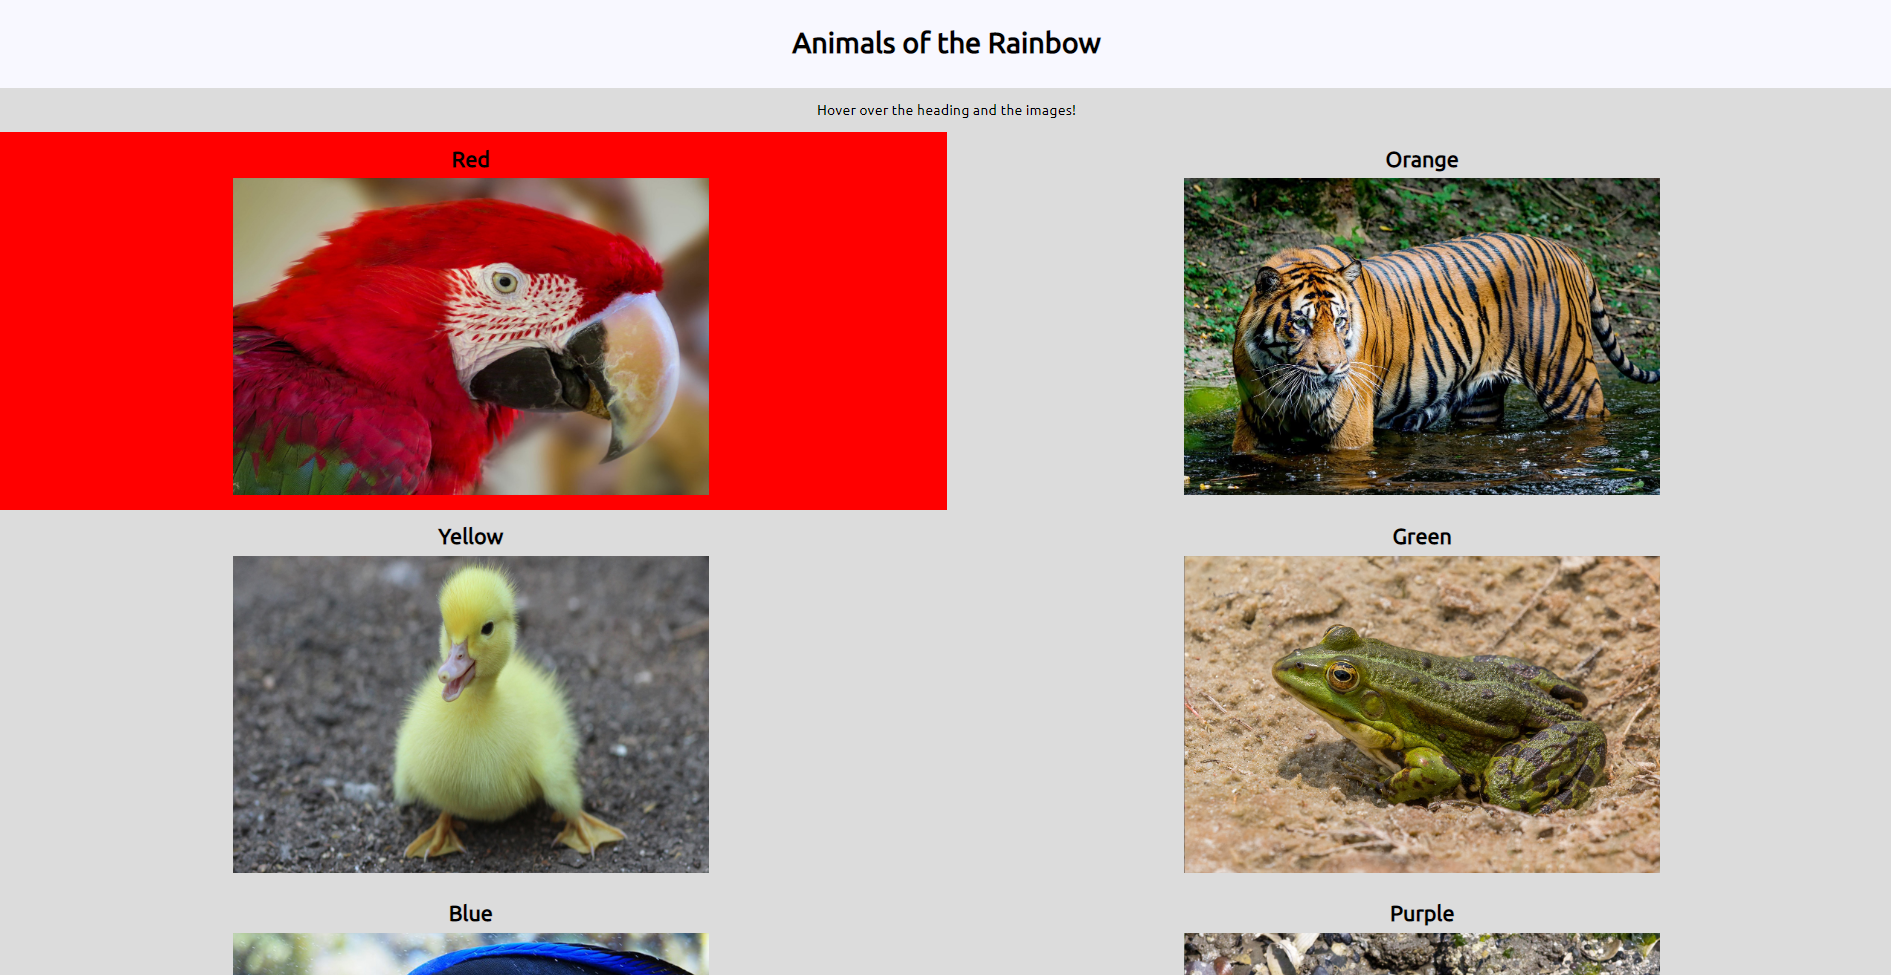 Animals of the Rainbow
Hover over the heading and the images!
Red
Orange
Yellow
Green
Blue
Purple